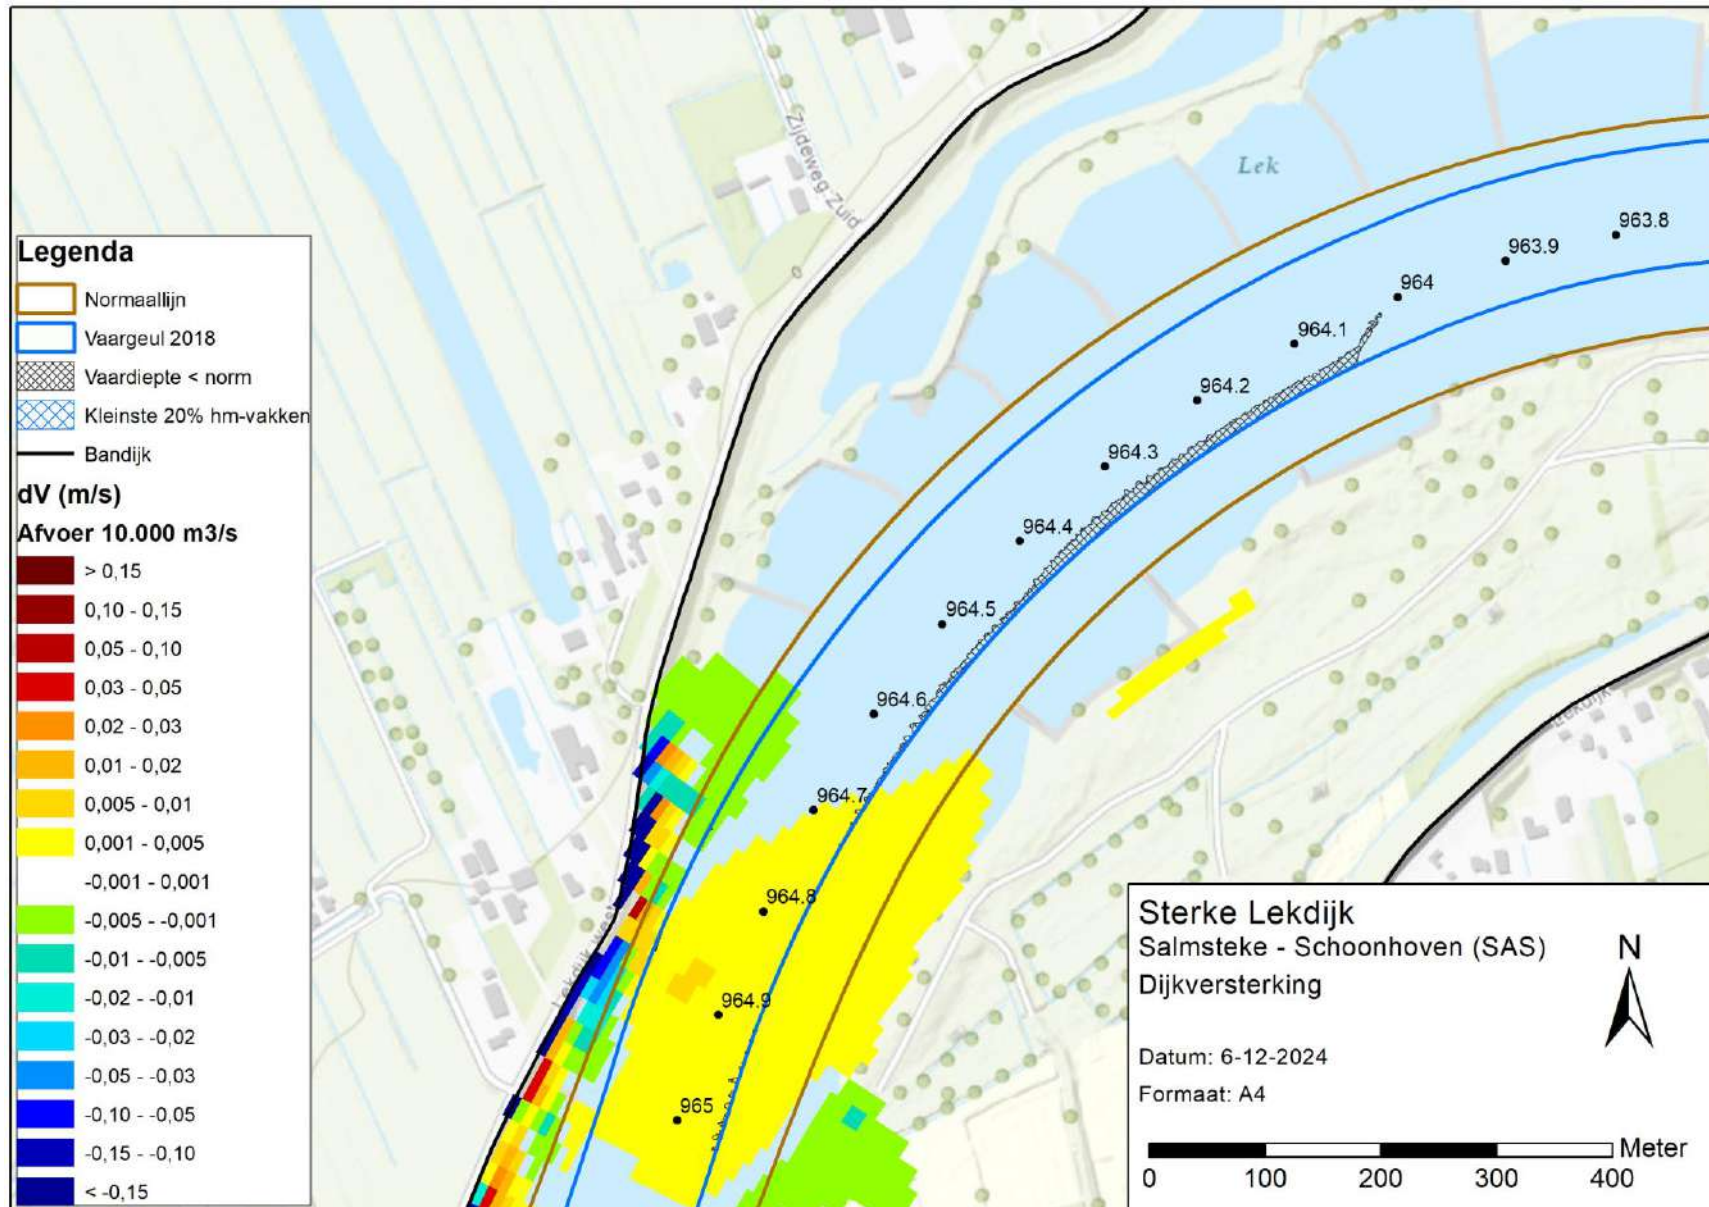 Zijdeweg-Zuid
Lek
963.8
963.9
964
964.1
964.2
964.3
964.4
964.5
964.6
964.7
964.8
964.9
965
Legenda
Normaallijn
Vaargeul 2018
Vaardiepte < norm
Kleinste 20% hm-vakken
Bandijk
dV (m/s)
Afvoer 10.000 m3/s
> 0,15
0,10 - 0,15
0,05 - 0,10
0,03 - 0,05
0,02 - 0,03
0,01 - 0,02
0,005 - 0,01
0,001 - 0,005
-0,001 - 0,001
-0,005 - -0,001
-0,01 - -0,005
-0,02 - -0,01
-0,03 - -0,02
-0,05 - -0,03
-0,10 - -0,05
-0,15 - -0,10
< -0,15
Lekdijk West
Sterke Lekdijk
Salmsteke - Schoonhoven (SAS)
Dijkversterking
N
Datum: 6-12-2024
Formaat: A4
Meter
0 100 200 300 400